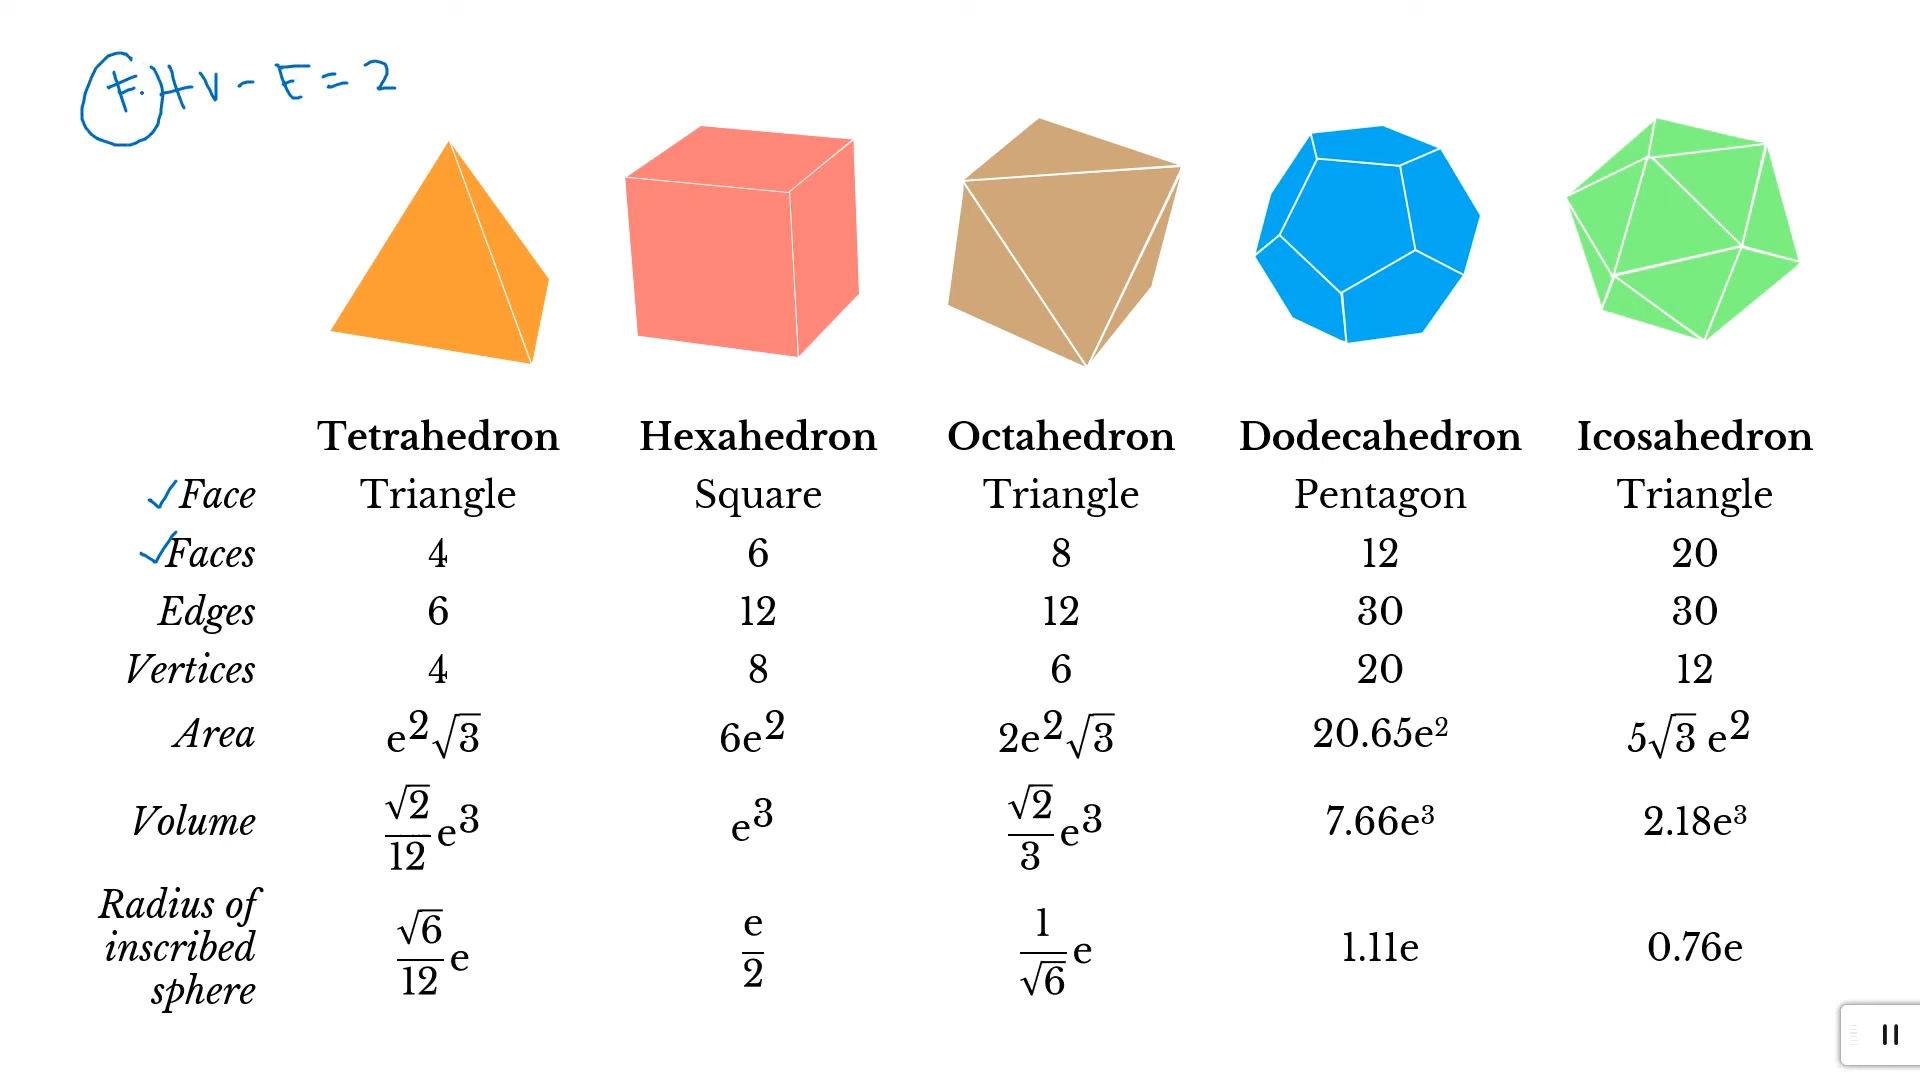 F + V - E = 2
Tetrahedron Hexahedron Octahedron Dodecahedron Icosahedron
✓ Face Triangle Square Triangle Pentagon Triangle
✓ Faces 4 6 8 12 20
Edges 6 12 12 30 30
Vertices 4 8 6 20 12
Area e²√3 6e² 2e²√3 20.65e² 5√3 e²
Volume √2/12 e³ e³ √2/3 e³ 7.66e³ 2.18e³
Radius of
inscribed √6/12 e e/2 1/√6 e 1.11e 0.76e
sphere